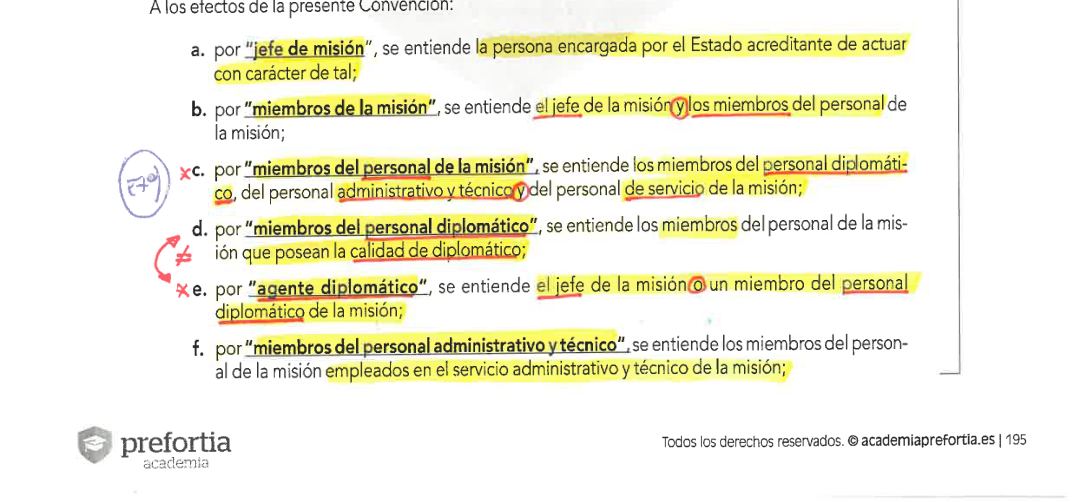 A los efectos de la presente Convención:
a. por "jefe de misión", se entiende la persona encargada por el Estado acreditante de actuar
con carácter de tal;
b. por "miembros de la misión", se entiende el jefe de la misión y los miembros del personal de
la misión;
xc. por "miembros del personal de la misión", se entiende los miembros del personal diplomáti-
co, del personal administrativo y técnico y del personal de servicio de la misión;
d. por "miembros del personal diplomático", se entiende los miembros del personal de la mis-
≠ ión que posean la calidad de diplomático;
xe. por "agente diplomático", se entiende el jefe de la misión o un miembro del personal
diplomático de la misión;
f. por "miembros del personal administrativo y técnico", se entiende los miembros del person-
al de la misión empleados en el servicio administrativo y técnico de la misión;
prefortia
academia
Todos los derechos reservados. © academiaprefortia.es | 195